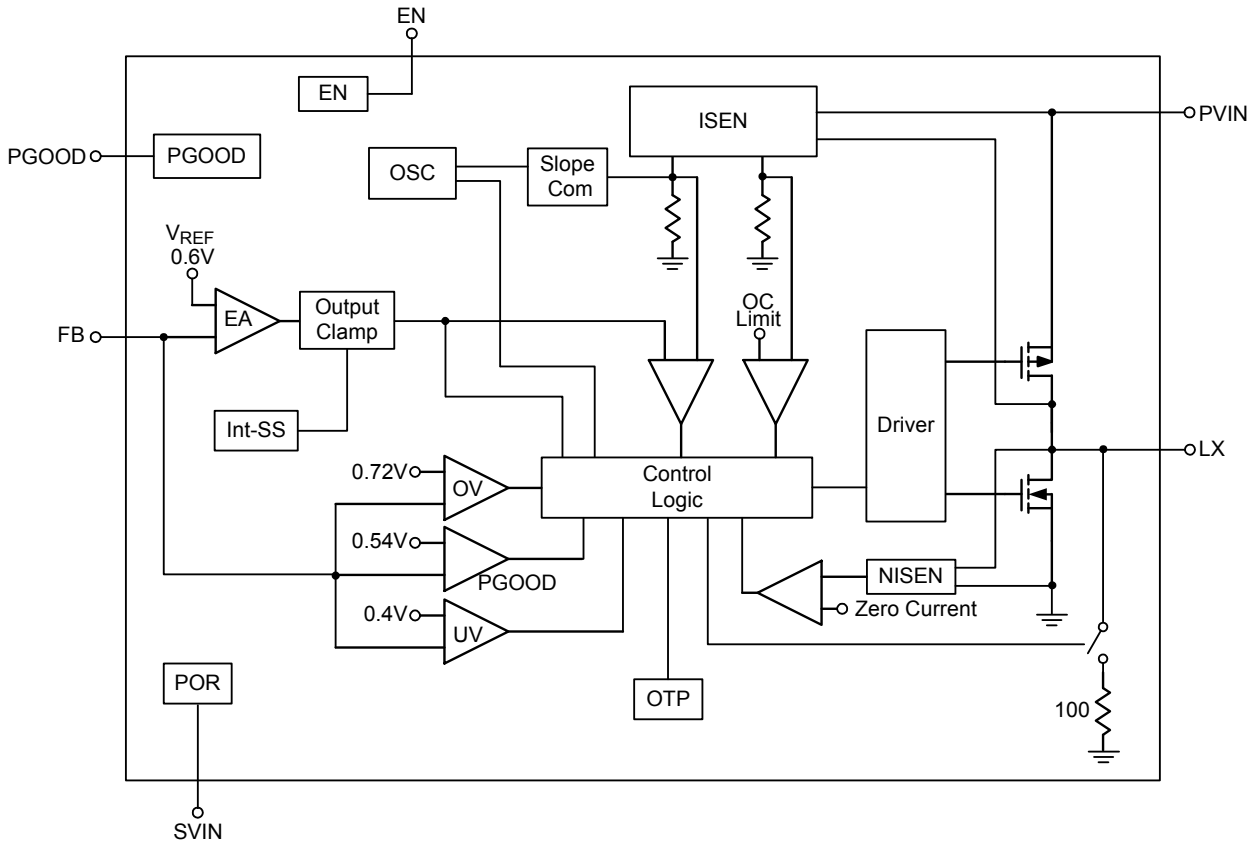 EN
EN
ISEN
PVIN
PGOOD
PGOOD
OSC
Slope
Com
VREF
0.6V
EA
Output
Clamp
OC
Limit
FB
Int-SS
Driver
LX
0.72V
OV
Control
Logic
0.54V
PGOOD
NISEN
Zero Current
0.4V
UV
POR
OTP
100
SVIN